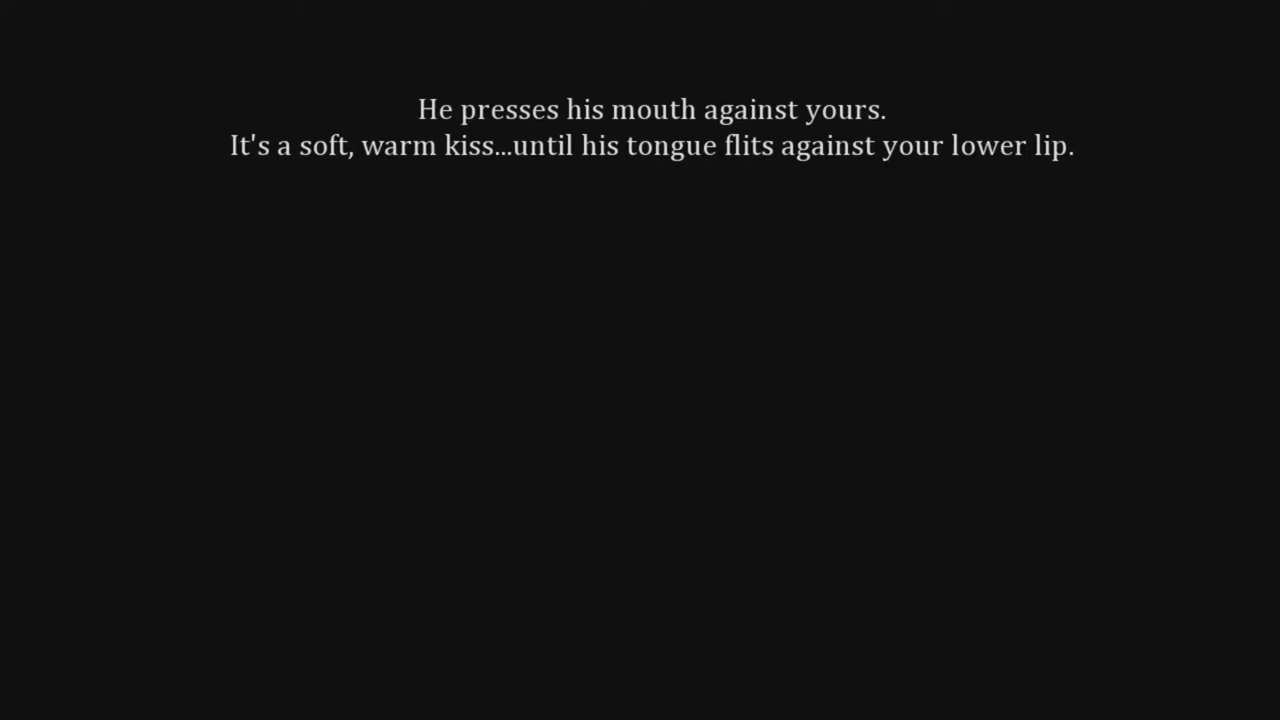 He presses his mouth against yours.
It's a soft, warm kiss...until his tongue flits against your lower lip.